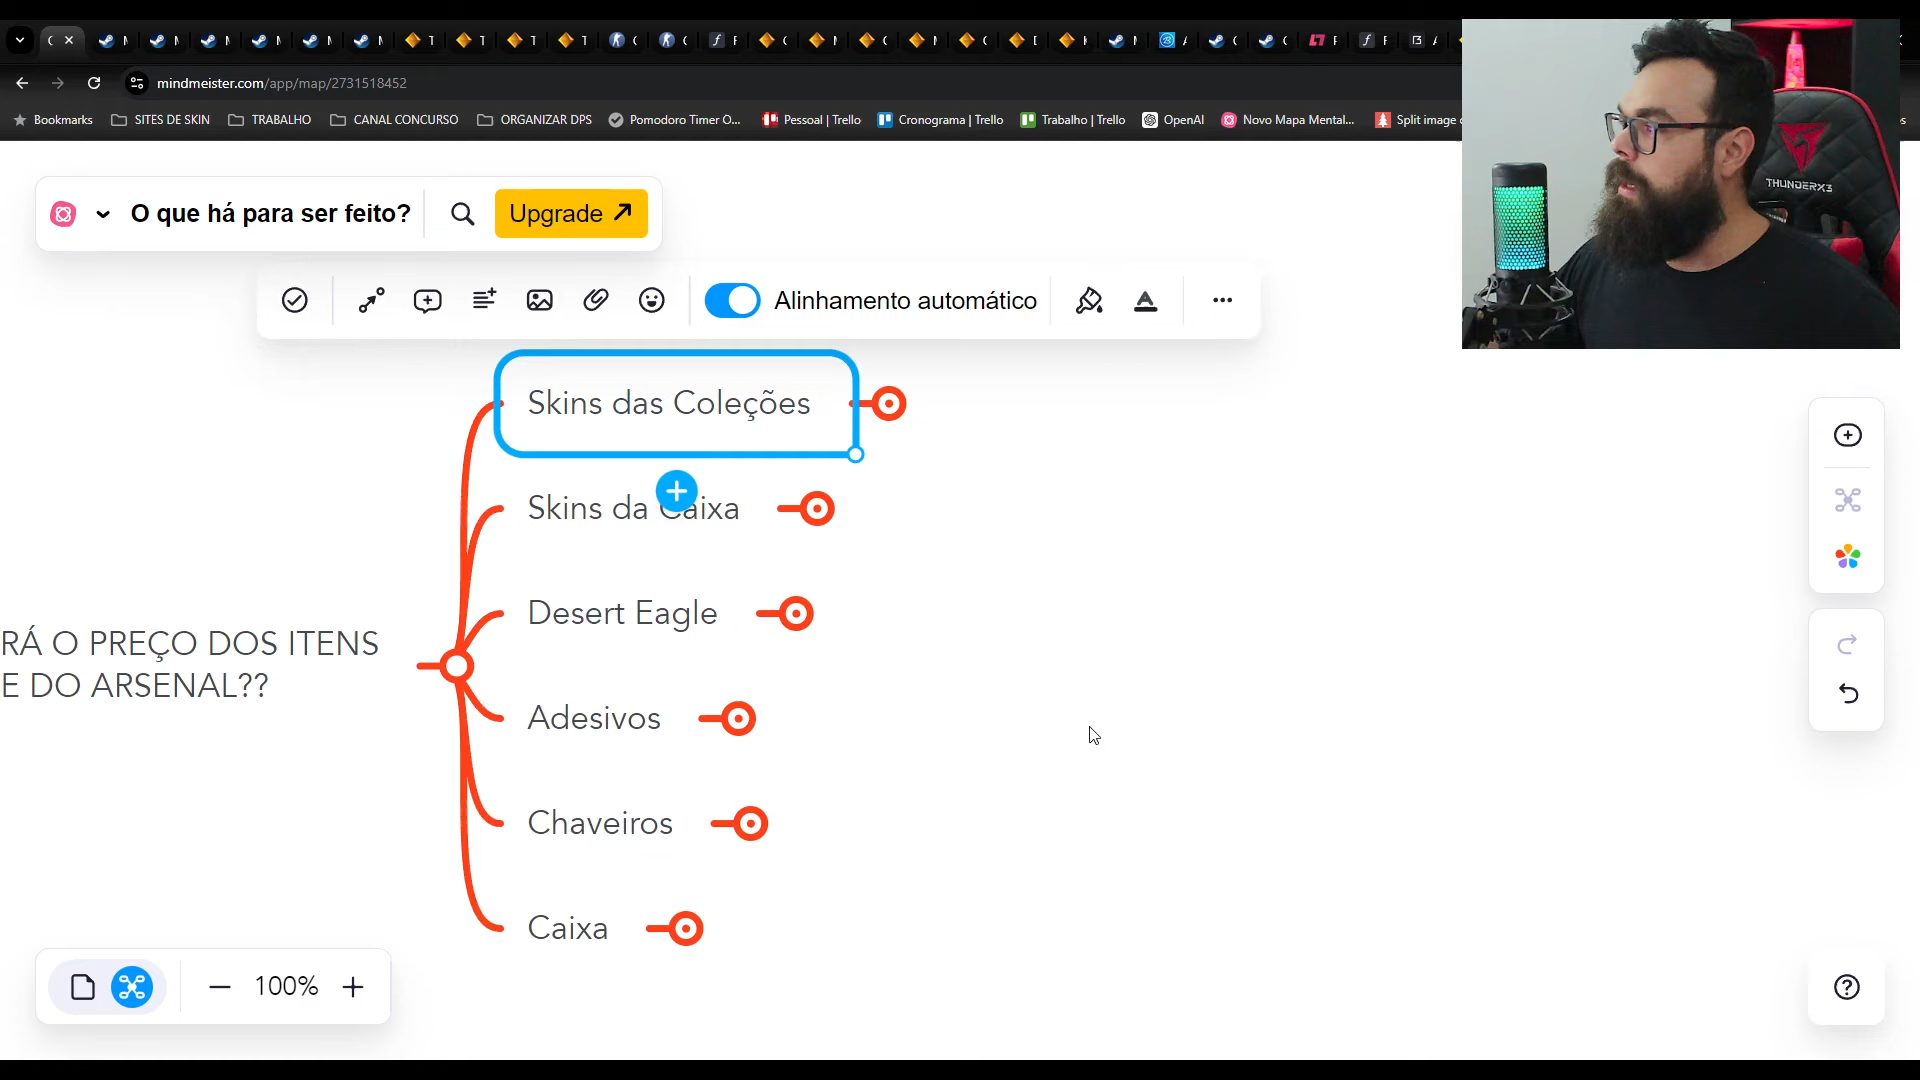 mindmeister.com/app/map/2731518452
Bookmarks
SITES DE SKIN
TRABALHO
CANAL CONCURSO
ORGANIZAR DPS
Pomodoro Timer O...
Pessoal | Trello
Cronograma | Trello
Trabalho | Trello
OpenAI
Novo Mapa Mental...
Split image
THUNDERX3
O que há para ser feito?
Upgrade
Alinhamento automático
Skins das Coleções
Skins da Caixa
Desert Eagle
RÁ O PREÇO DOS ITENS
E DO ARSENAL??
Adesivos
Chaveiros
Caixa
100%